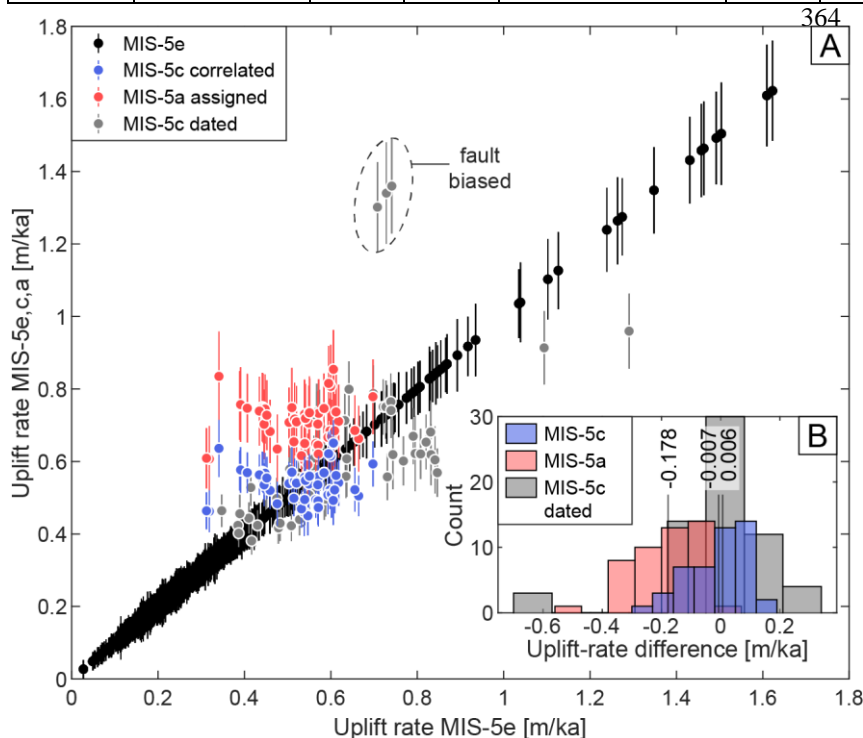 364
1.8
1.6
1.4
1.2
1
0.8
0.6
0.4
0.2
0
Uplift rate MIS-5e,c,a [m/ka]
MIS-5e
MIS-5c correlated
MIS-5a assigned
MIS-5c dated
A
fault
biased
0 0.2 0.4 0.6 0.8 1 1.2 1.4 1.6 1.8
Uplift rate MIS-5e [m/ka]
B
MIS-5c
MIS-5a
MIS-5c
dated
-0.178
-0.007
0.006
30
20
10
0
Count
-0.6 -0.4 -0.2 0 0.2
Uplift-rate difference [m/ka]